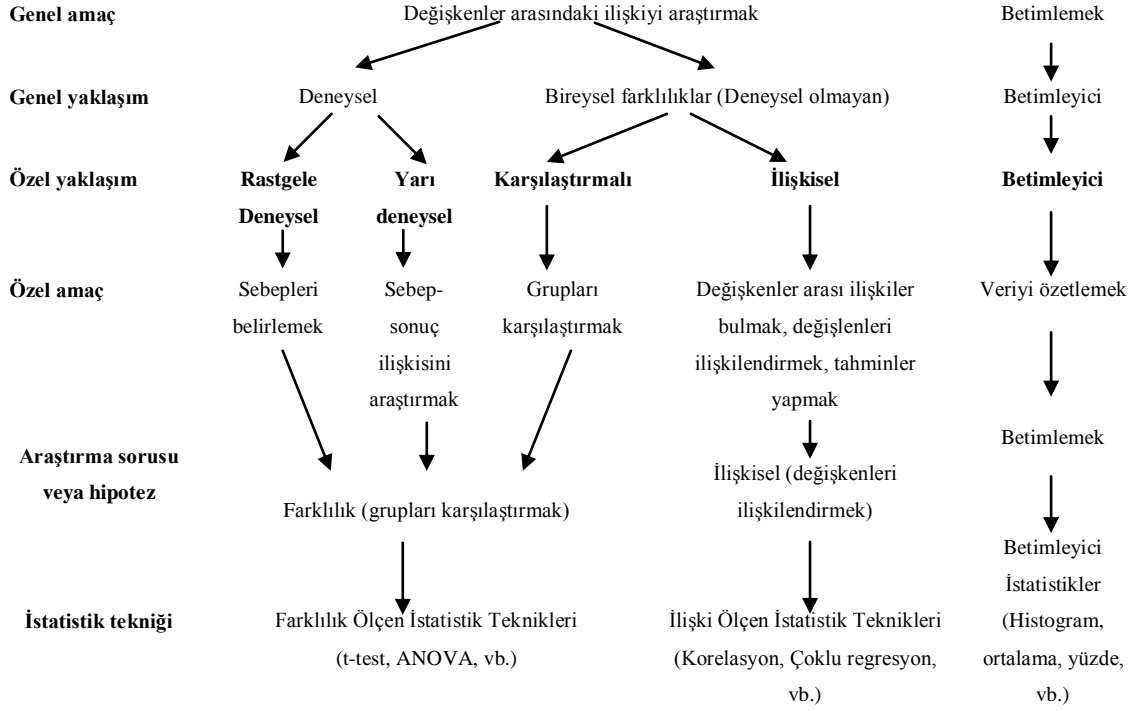 Genel amaç
Değişkenler arasındaki ilişkiyi araştırmak
Betimlemek
Genel yaklaşım
Deneysel
Bireysel farklılıklar (Deneysel olmayan)
Betimleyici
Özel yaklaşım
Rastgele
Deneysel
Yarı
deneysel
Karşılaştırmalı
İlişkisel
Betimleyici
Özel amaç
Sebepleri
belirlemek
Sebep-
sonuç
ilişkisini
araştırmak
Grupları
karşılaştırmak
Değişkenler arası ilişkiler
bulmak, değişlenleri
ilişkilendirmek, tahminler
yapmak
Veriyi özetlemek
Araştırma sorusu
veya hipotez
Farklılık (grupları karşılaştırmak)
İlişkisel (değişkenleri
ilişkilendirmek)
Betimlemek
İstatistik tekniği
Farklılık Ölçen İstatistik Teknikleri
(t-test, ANOVA, vb.)
İlişki Ölçen İstatistik Teknikleri
(Korelasyon, Çoklu regresyon,
vb.)
Betimleyici
İstatistikler
(Histogram,
ortalama, yüzde,
vb.)